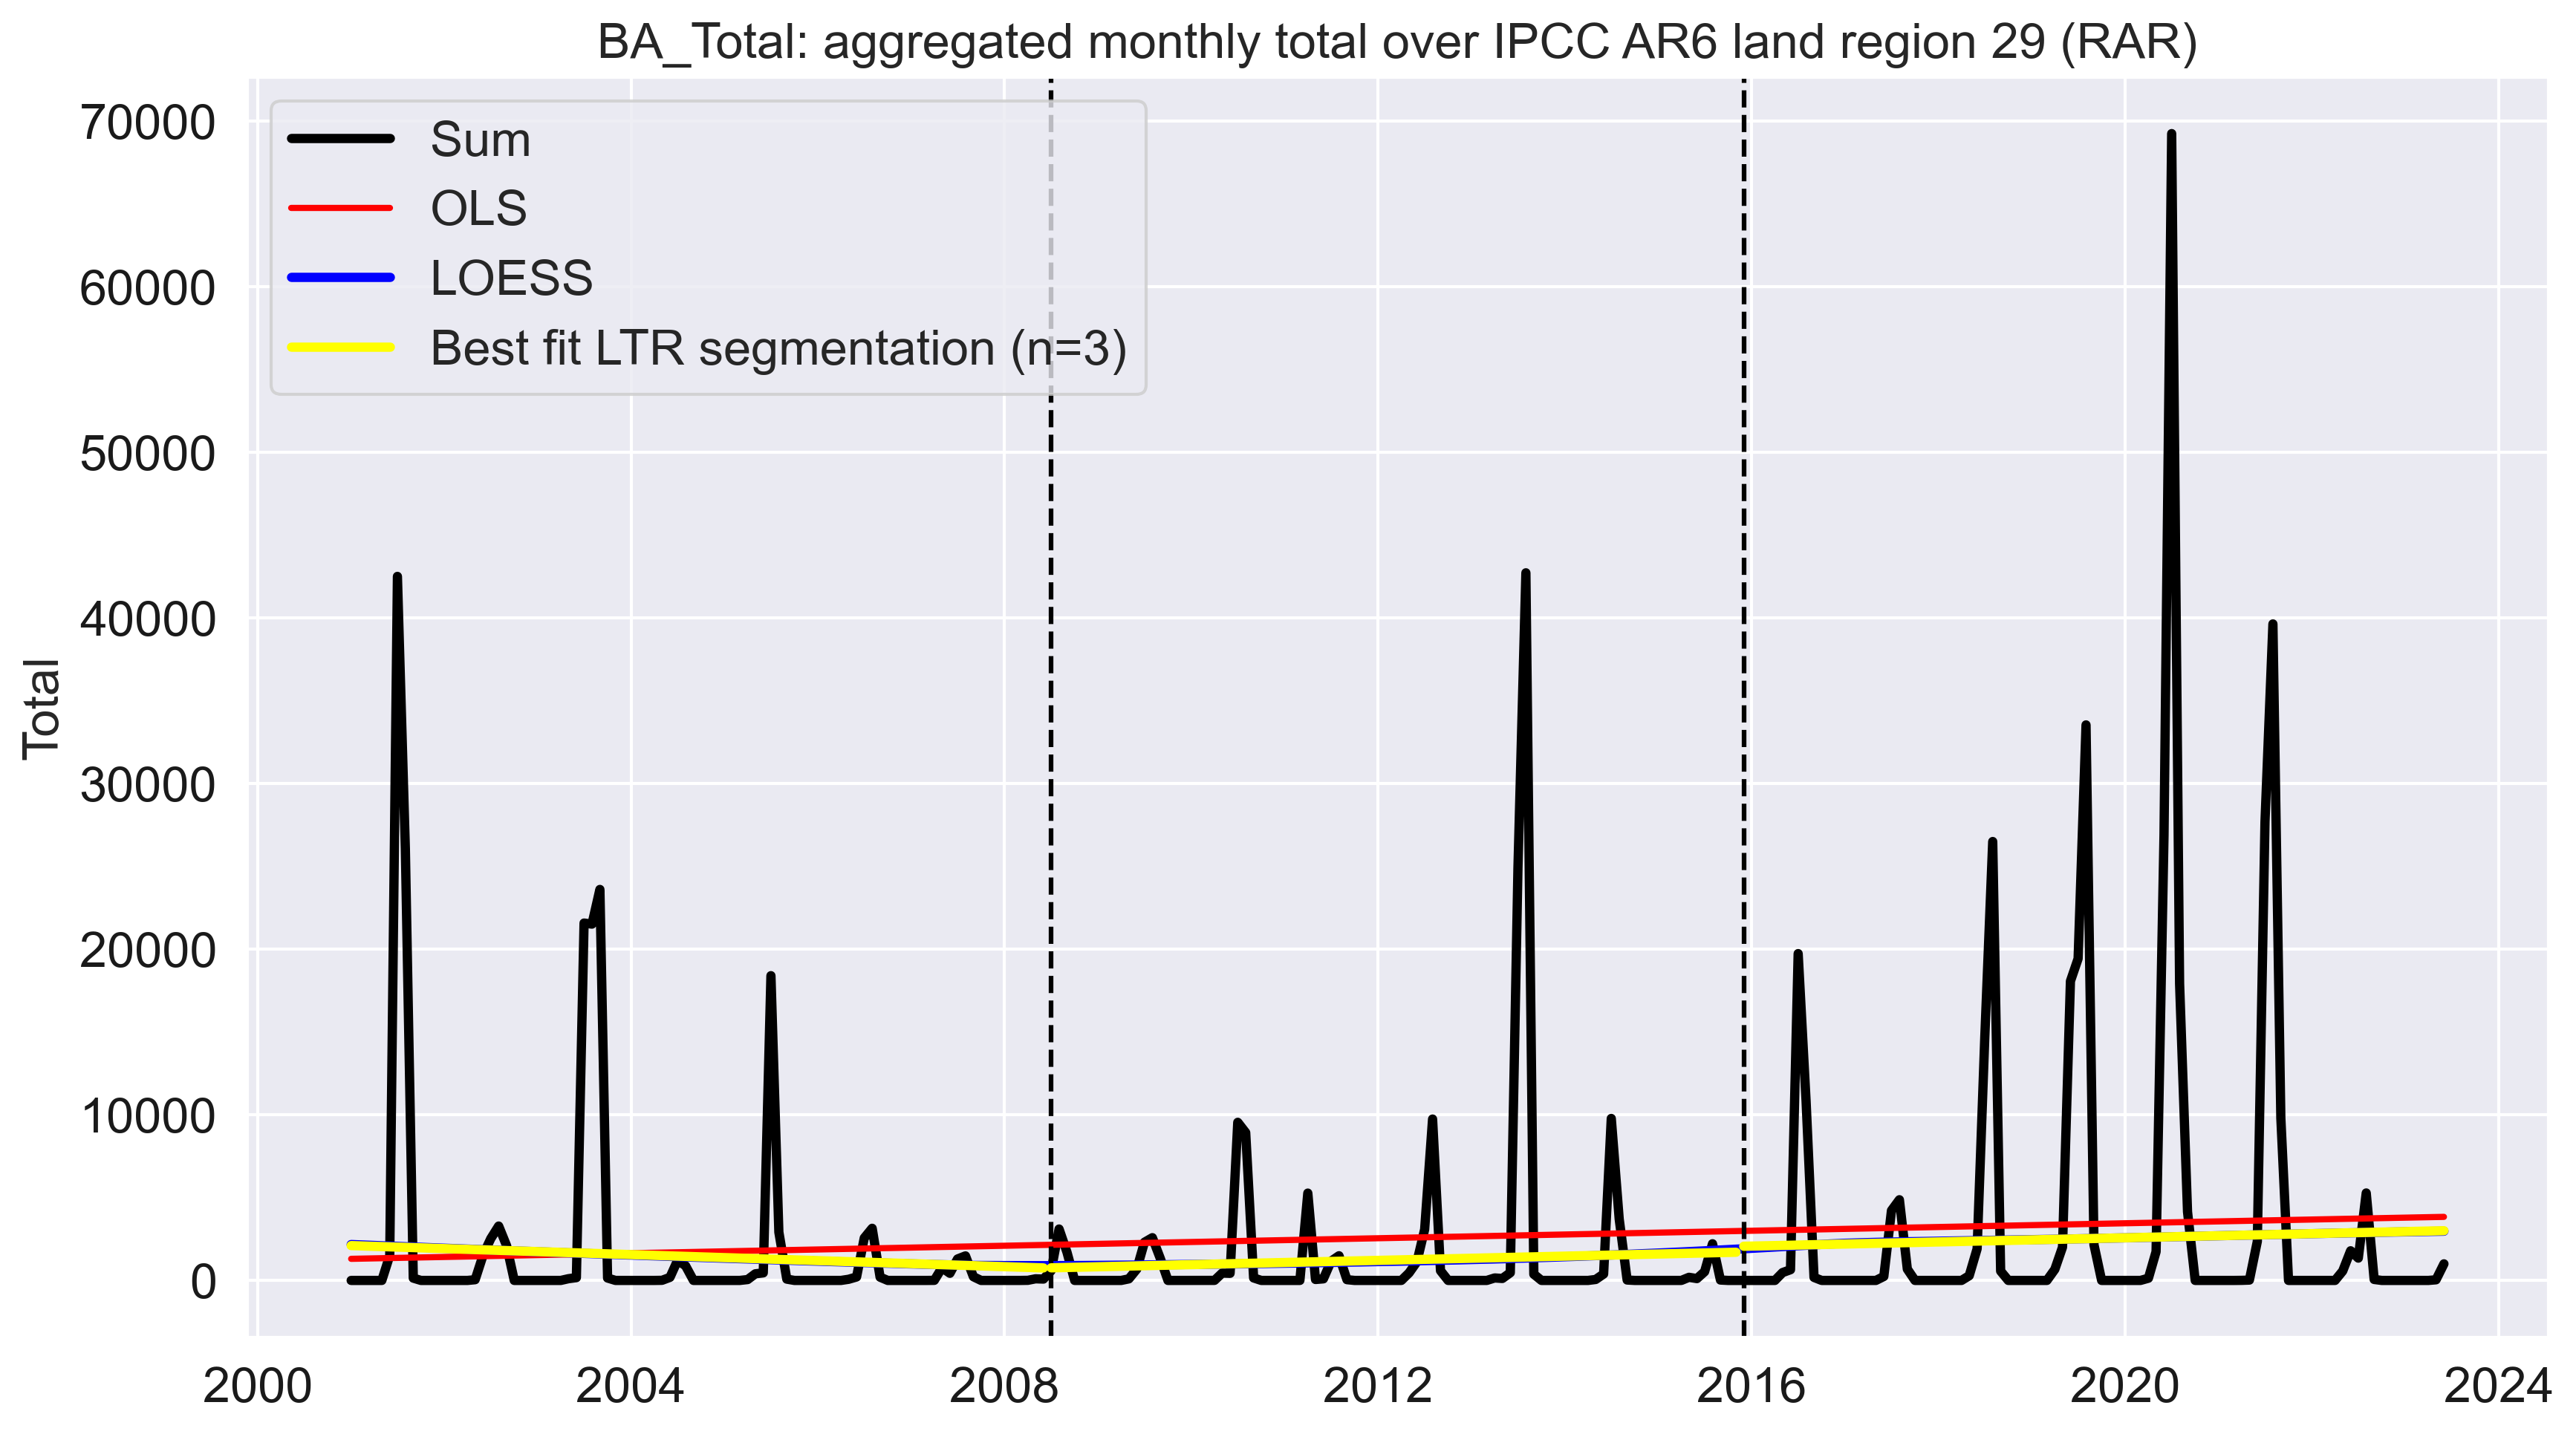 BA_Total: aggregated monthly total over IPCC AR6 land region 29 (RAR)
70000
60000
50000
40000
30000
20000
10000
0
Total
Sum
OLS
LOESS
Best fit LTR segmentation (n=3)
2000 2004 2008 2012 2016 2020 2024